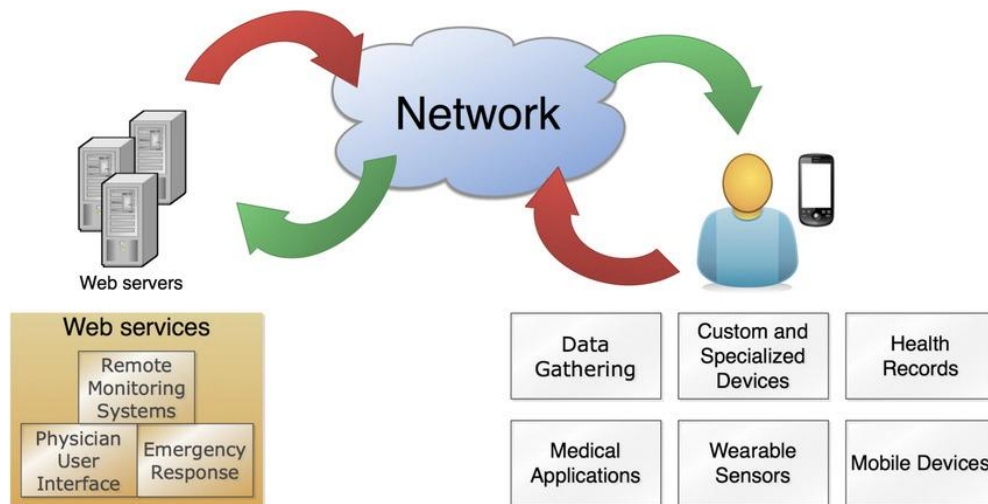 Network
Web servers
Web services
Remote
Monitoring
Systems
Physician
User
Interface
Emergency
Response
Data
Gathering
Custom and
Specialized
Devices
Health
Records
Medical
Applications
Wearable
Sensors
Mobile Devices